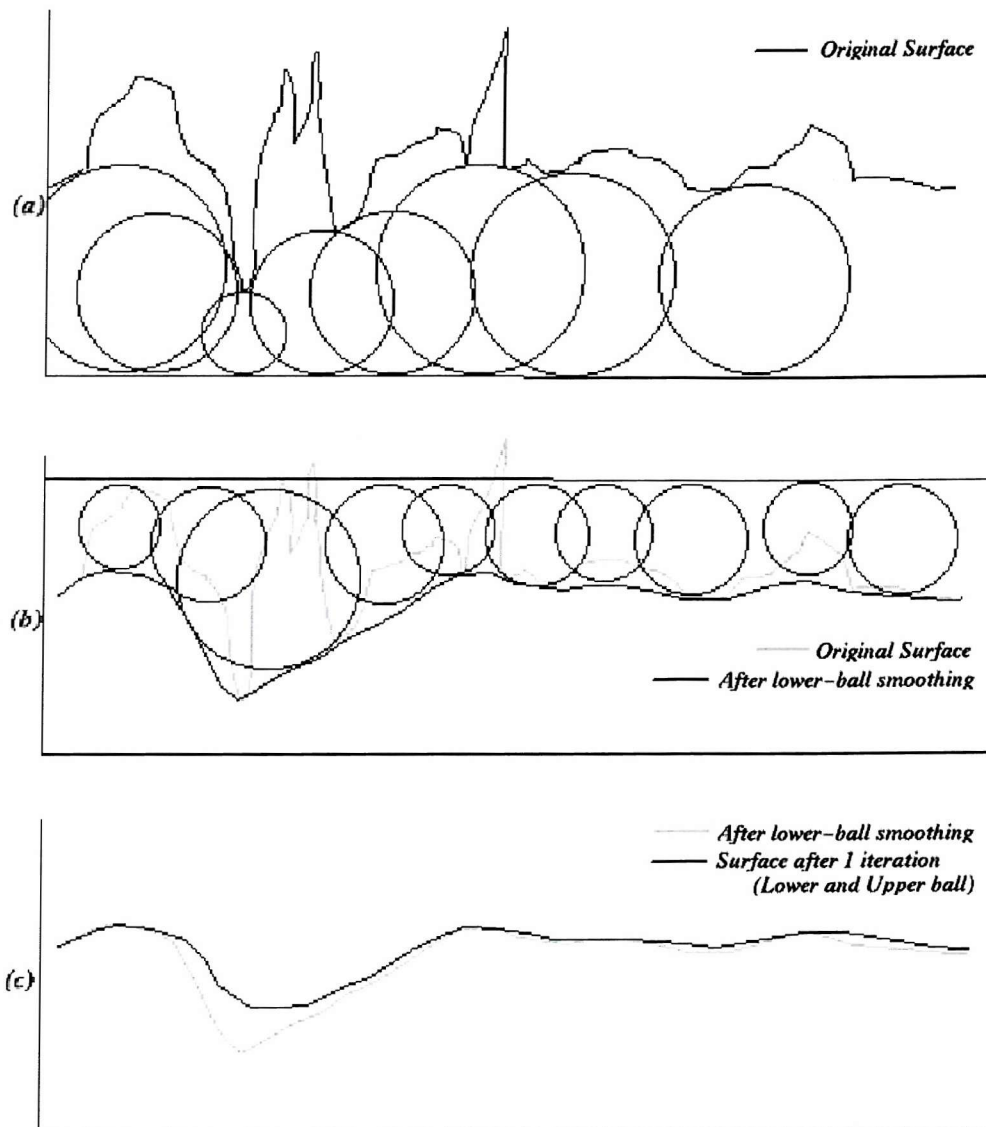 Original Surface
(a)
(b)
Original Surface
After lower-ball smoothing
After lower-ball smoothing
Surface after 1 iteration
(Lower and Upper ball)
(c)